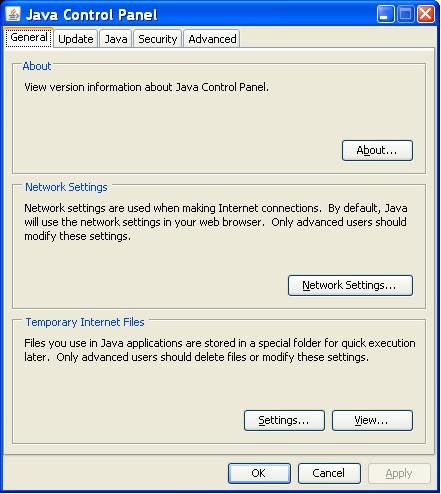 Java Control Panel
General Update Java Security Advanced
About
View version information about Java Control Panel.
About...
Network Settings
Network settings are used when making Internet connections.  By default, Java
will use the network settings in your web browser.  Only advanced users should
modify these settings.
Network Settings...
Temporary Internet Files
Files you use in Java applications are stored in a special folder for quick execution
later.  Only advanced users should delete files or modify these settings.
Settings... View...
OK Cancel Apply